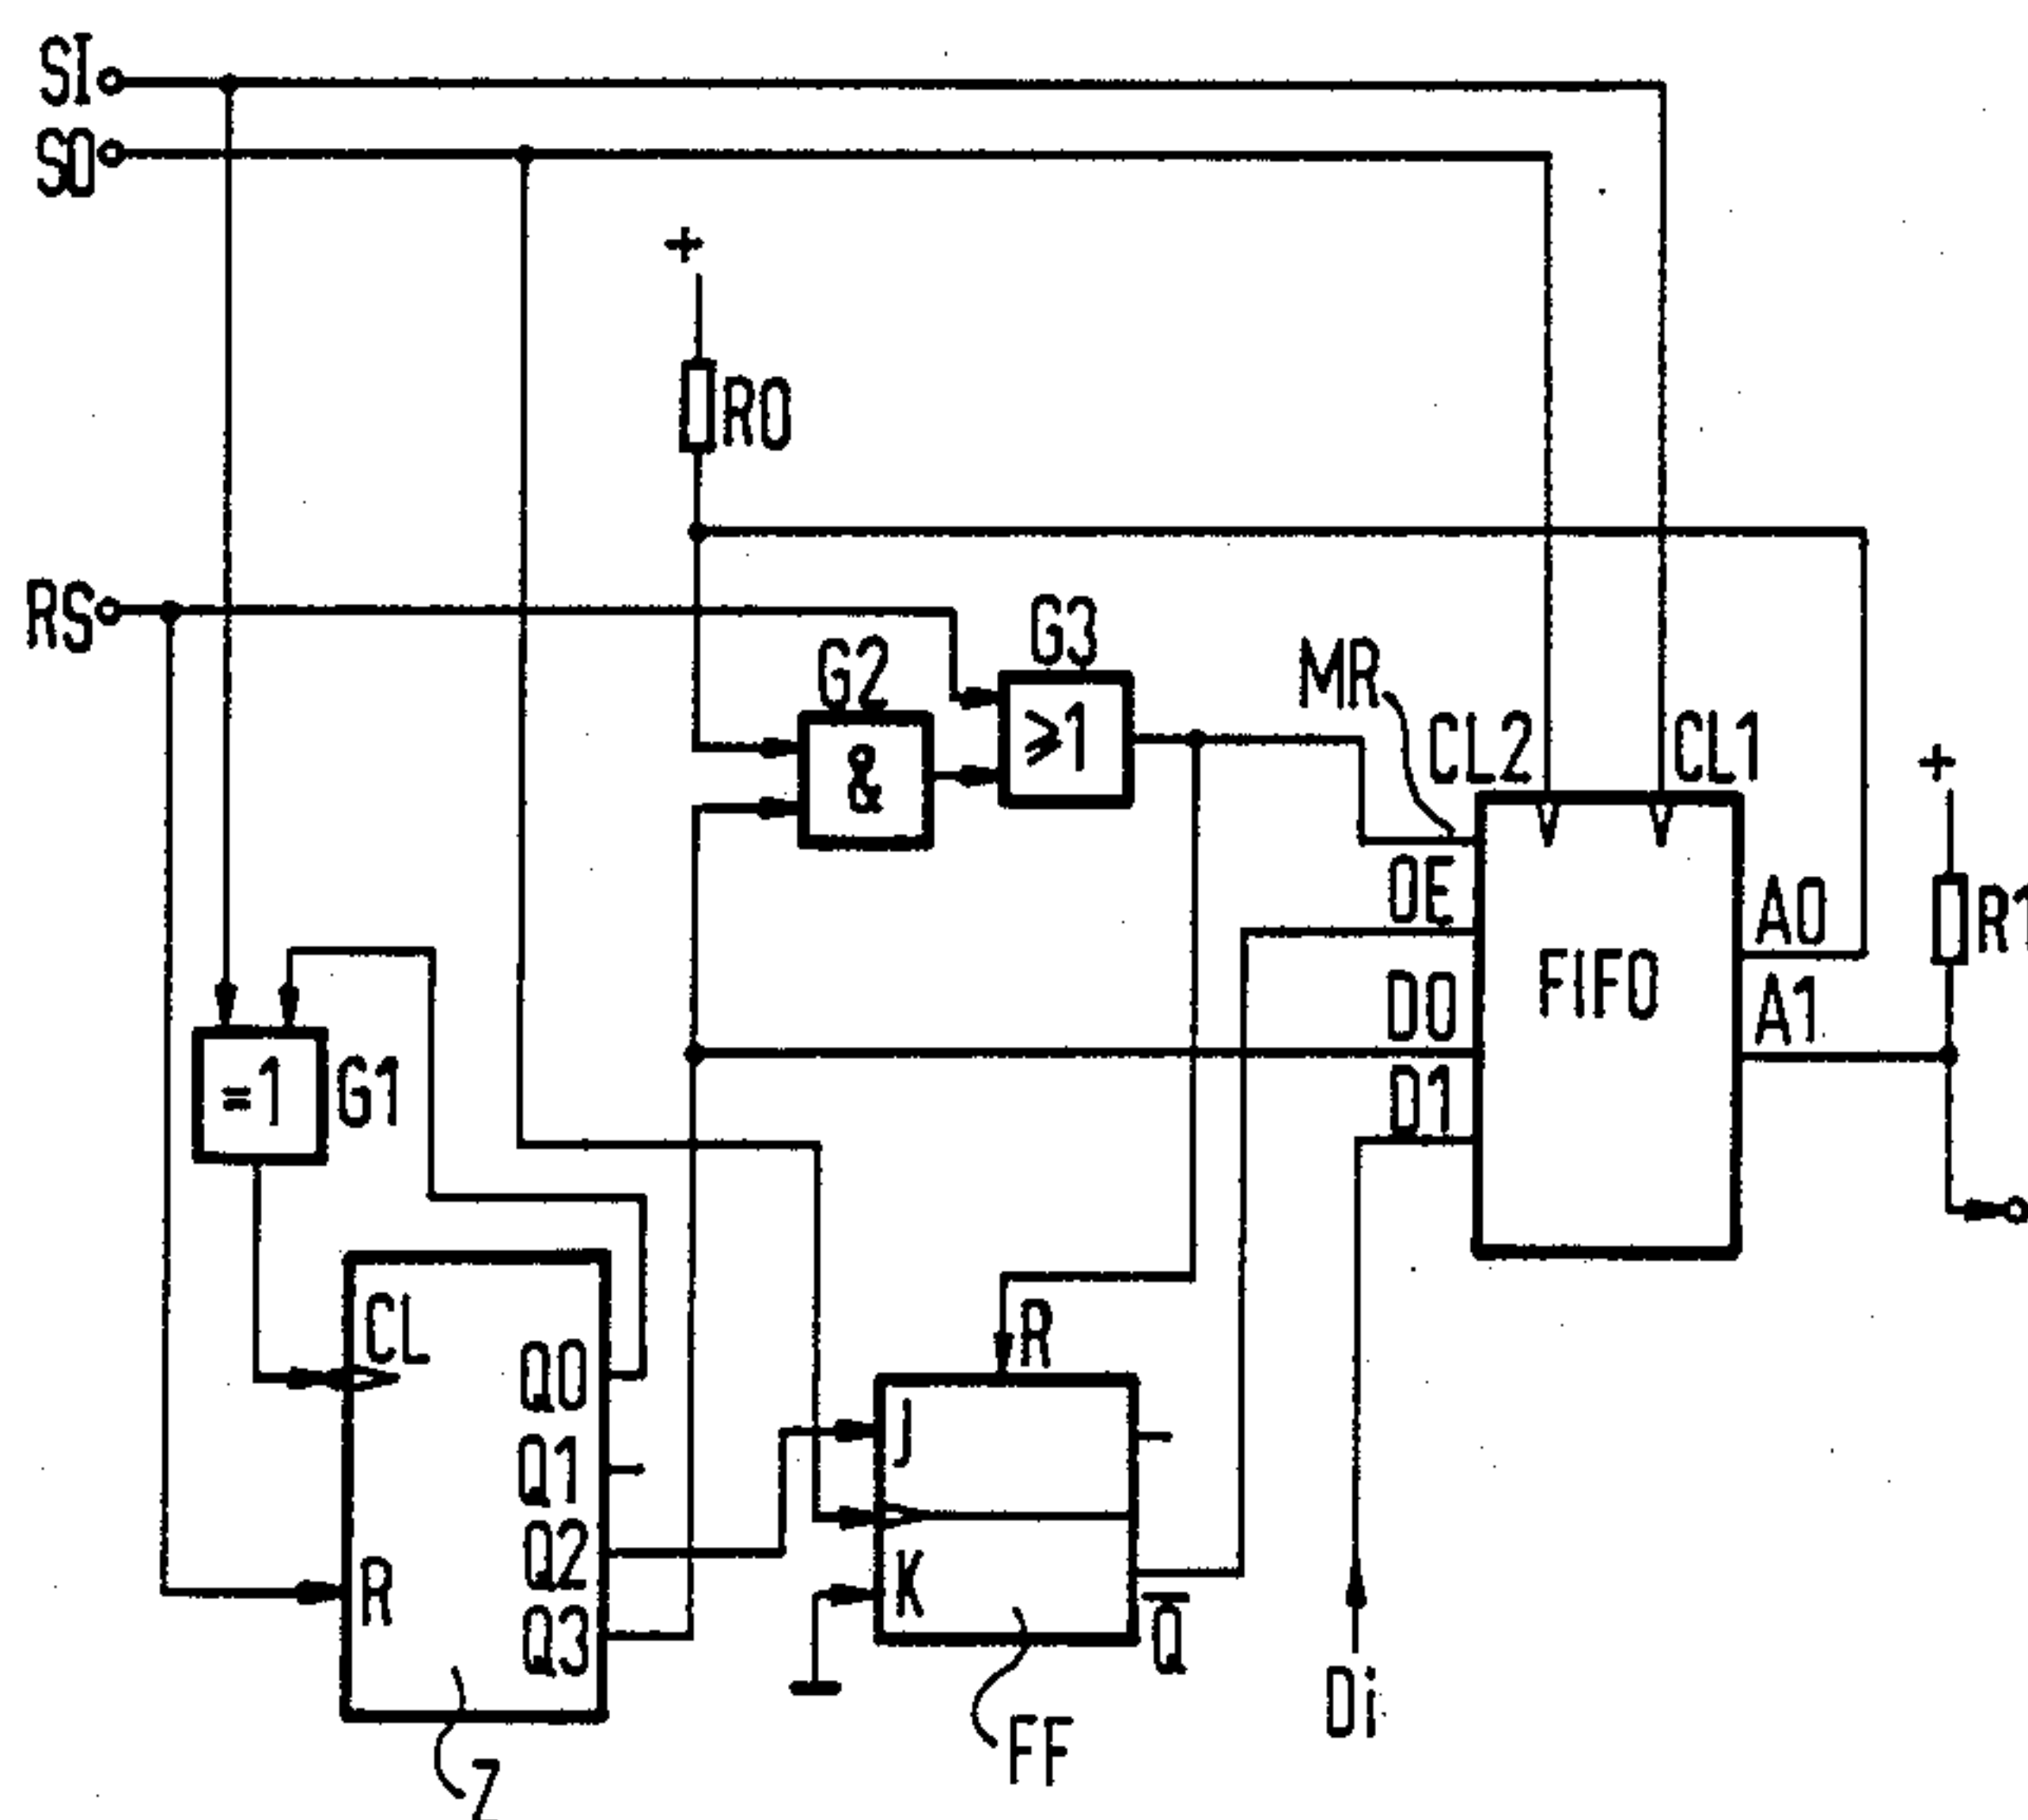 SI
SO
+
R0
RS
G2
&
G3
≥1
MR
CL2
CL1
+
R1
OE
D0
D1
FIFO
A0
A1
=1
G1
CL
Q0
Q1
Q2
Q3
R
Z
R
J
K
Q̅
FF
Di